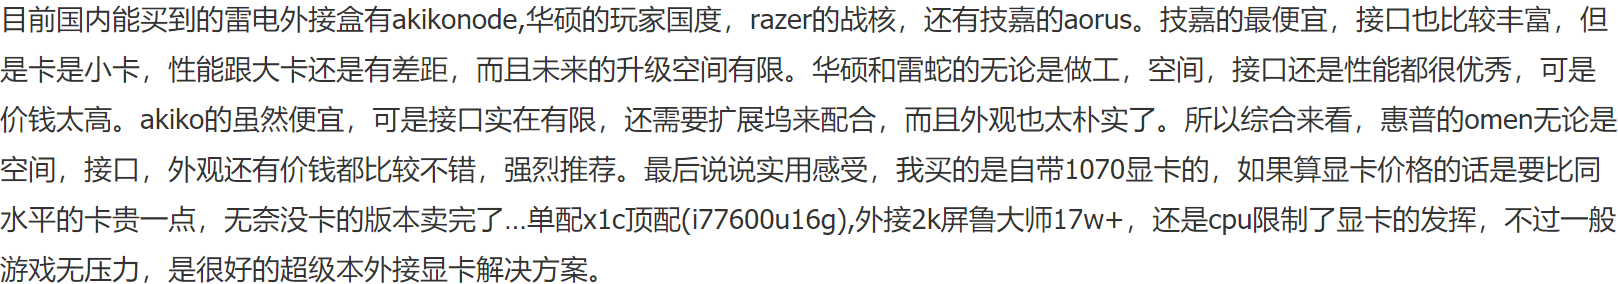 目前国内能买到的雷电外接盒有akikonode,华硕的玩家国度，razer的战核，还有技嘉的aorus。技嘉的最便宜，接口也比较丰富，但
是卡是小卡，性能跟大卡还是有差距，而且未来的升级空间有限。华硕和雷蛇的无论是做工，空间，接口还是性能都很优秀，可是
价钱太高。akiko的虽然便宜，可是接口实在有限，还需要扩展坞来配合，而且外观也太朴实了。所以综合来看，惠普的omen无论是
空间，接口，外观还有价钱都比较不错，强烈推荐。最后说说实用感受，我买的是自带1070显卡的，如果算显卡价格的话是要比同
水平的卡贵一点，无奈没卡的版本卖完了...单配x1c顶配(i77600u16g),外接2k屏鲁大师17w+，还是cpu限制了显卡的发挥，不过一般
游戏无压力，是很好的超级本外接显卡解决方案。